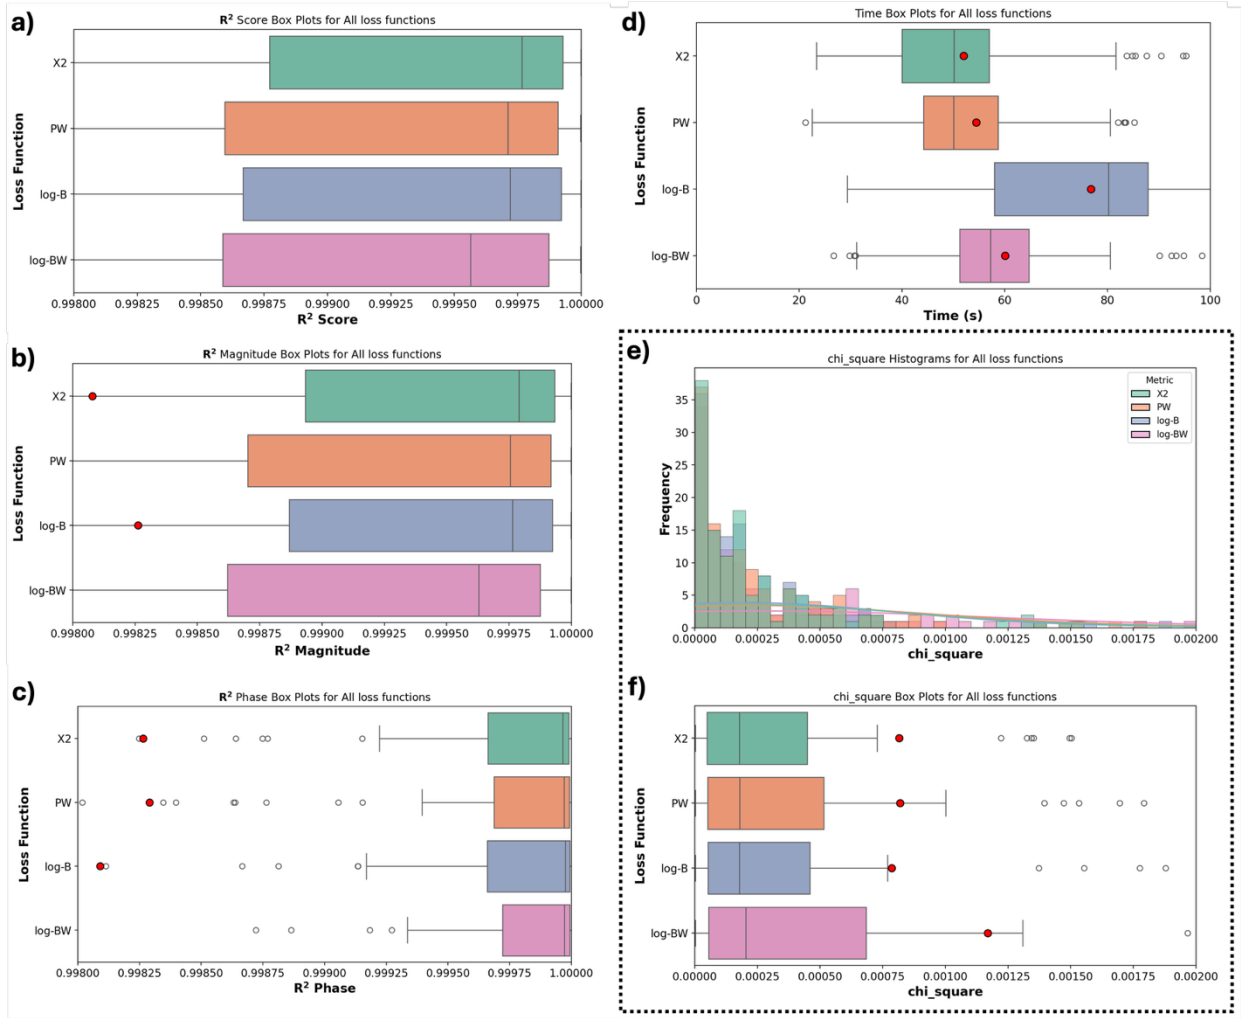 a)
R² Score Box Plots for All loss functions
Loss Function
X2
PW
log-B
log-BW
0.99800 0.99825 0.99850 0.99875 0.99900 0.99925 0.99950 0.99975 1.00000
R² Score
b)
R² Magnitude Box Plots for All loss functions
Loss Function
X2
PW
log-B
log-BW
0.99800 0.99825 0.99850 0.99875 0.99900 0.99925 0.99950 0.99975 1.00000
R² Magnitude
c)
R² Phase Box Plots for All loss functions
Loss Function
X2
PW
log-B
log-BW
0.99800 0.99825 0.99850 0.99875 0.99900 0.99925 0.99950 0.99975 1.00000
R² Phase
d)
Time Box Plots for All loss functions
Loss Function
X2
PW
log-B
log-BW
0 20 40 60 80 100
Time (s)
e)
chi_square Histograms for All loss functions
Frequency
35
30
25
20
15
10
5
0
Metric
X2
PW
log-B
log-BW
0.00000 0.00025 0.00050 0.00075 0.00100 0.00125 0.00150 0.00175 0.00200
chi_square
f)
chi_square Box Plots for All loss functions
Loss Function
X2
PW
log-B
log-BW
0.00000 0.00025 0.00050 0.00075 0.00100 0.00125 0.00150 0.00175 0.00200
chi_square